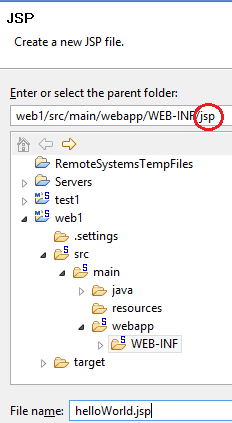 JSP
Create a new JSP file.
Enter or select the parent folder:
web1/src/main/webapp/WEB-INF/jsp
RemoteSystemsTempFiles
Servers
test1
web1
.settings
src
main
java
resources
webapp
WEB-INF
target
File name: helloWorld.jsp